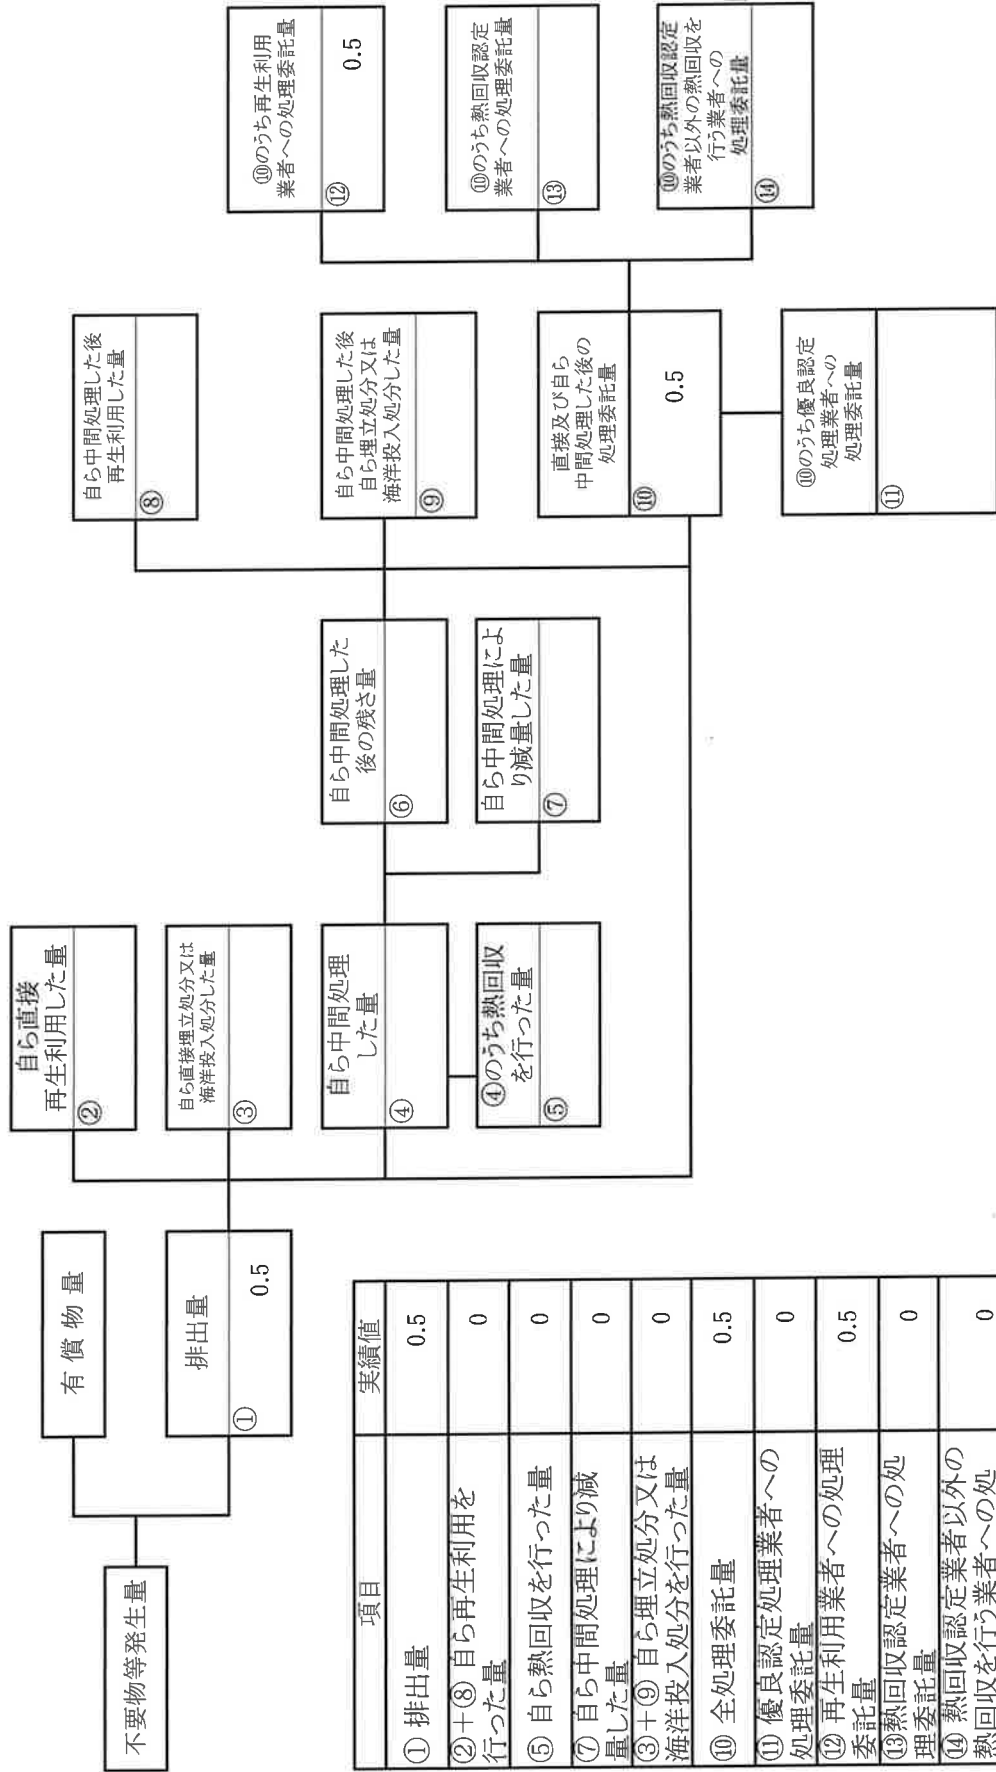 不要物等発生量
有償物量
排出量
①
0.5
自ら直接
再生利用した量
②
自ら直接埋立処分又は
海洋投入処分した量
③
自ら中間処理
した量
④
④のうち熱回収
を行った量
⑤
自ら中間処理した
後の残さ量
⑥
自ら中間処理によ
り減量した量
⑦
自ら中間処理した後
再生利用した量
⑧
自ら中間処理した後
自ら埋立処分又は
海洋投入処分した量
⑨
直接及び自ら
中間処理した後の
処理委託量
⑩
0.5
⑩のうち優良認定
処理業者への
処理委託量
⑪
⑩のうち再生利用
業者への処理委託量
⑫
0.5
⑩のうち熱回収認定
業者への処理委託量
⑬
⑩のうち熱回収認定
業者以外の熱回収を
行う業者への
処理委託量
⑭
項目 実績値
① 排出量 0.5
②+⑧ 自ら再生利用を
行った量 0
⑤ 自ら熱回収を行った量 0
⑦ 自ら中間処理により減
量した量 0
③+⑨ 自ら埋立処分又は
海洋投入処分を行った量 0
⑩ 全処理委託量 0.5
⑪ 優良認定処理業者への
処理委託量 0
⑫ 再生利用業者への処理
委託量 0.5
⑬熱回収認定業者への処
理委託量 0
⑭ 熱回収認定業者以外の
熱回収を行う業者への処 0